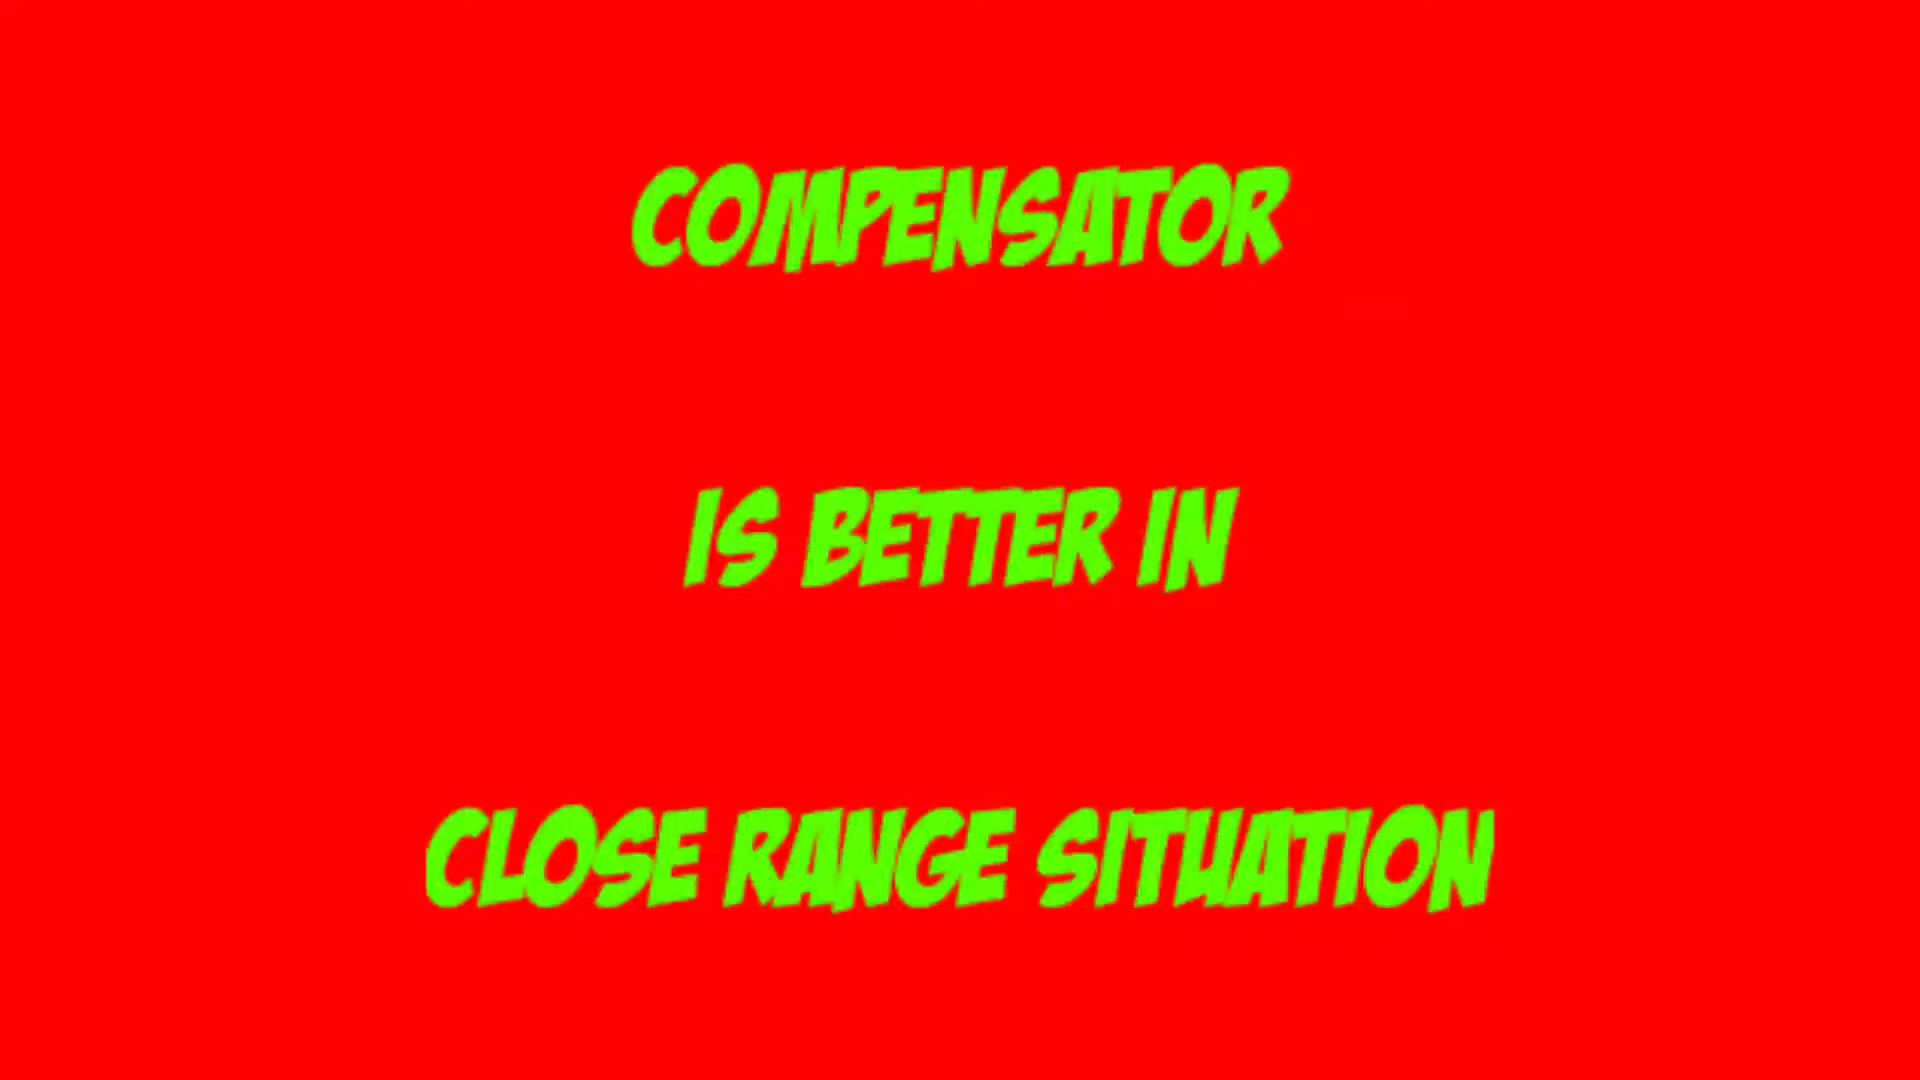 COMPENSATOR
IS BETTER IN
CLOSE RANGE SITUATION